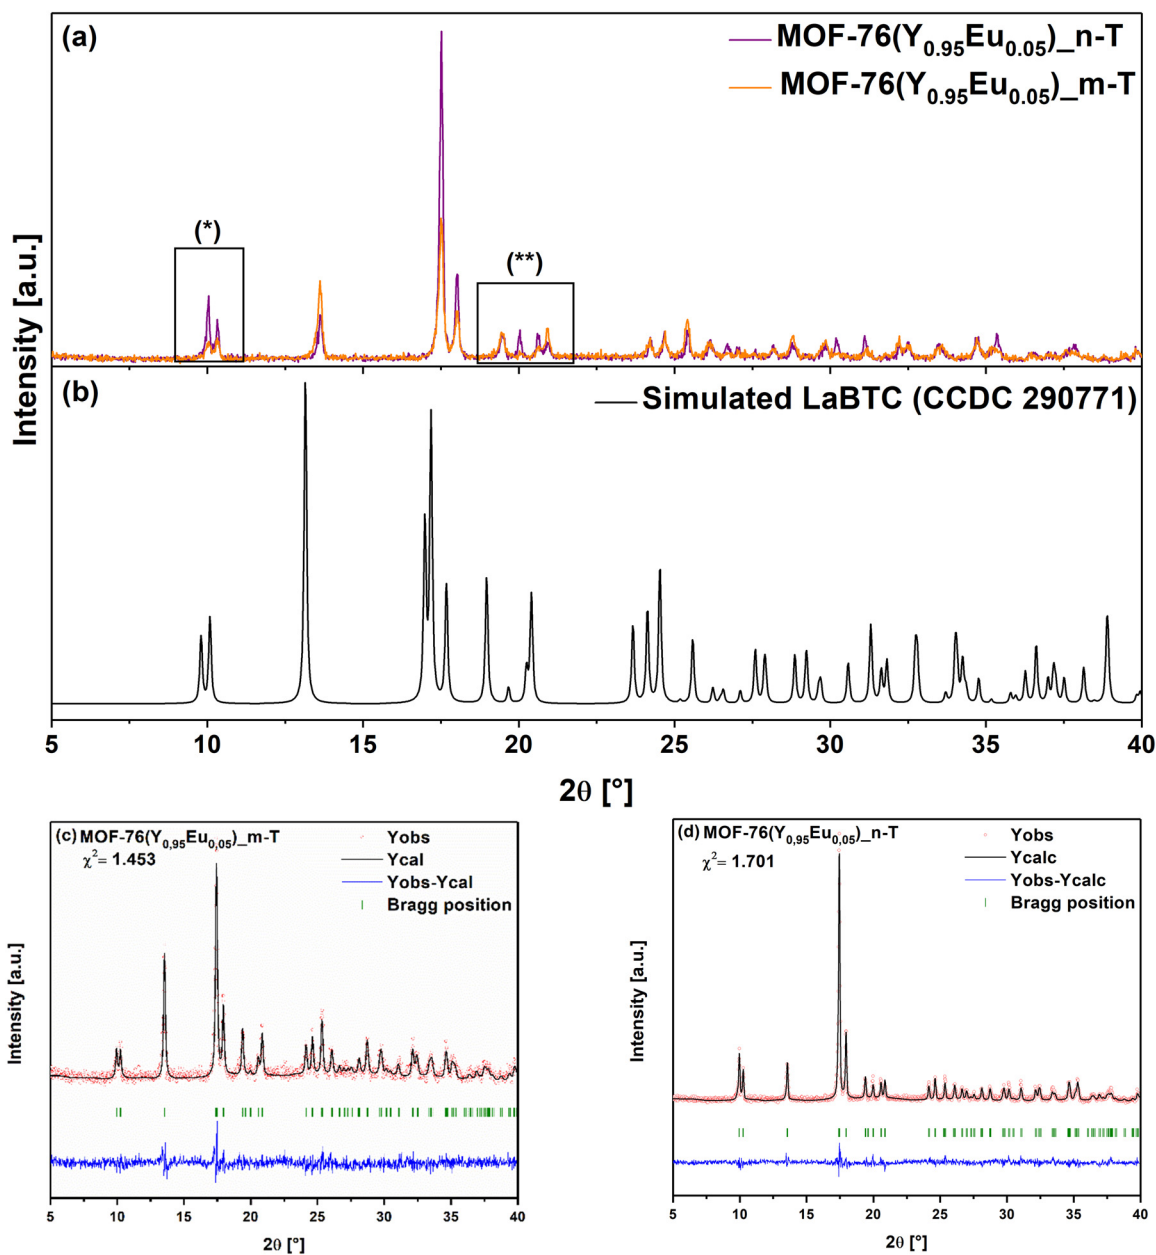 (a)
MOF-76(Y0.95Eu0.05)_n-T
MOF-76(Y0.95Eu0.05)_m-T
(*)
(**)
Intensity [a.u.]
(b)
Simulated LaBTC (CCDC 290771)
5 10 15 20 25 30 35 40
2θ [°]
(c) MOF-76(Y0,95Eu0,05)_m-T
χ2= 1.453
Yobs
Ycal
Yobs-Ycal
Bragg position
Intensity [a.u.]
5 10 15 20 25 30 35 40
2θ [°]
(d) MOF-76(Y0,95Eu0,05)_n-T
χ2= 1.701
Yobs
Ycalc
Yobs-Ycalc
Bragg position
Intensity [a.u.]
5 10 15 20 25 30 35 40
2θ [°]